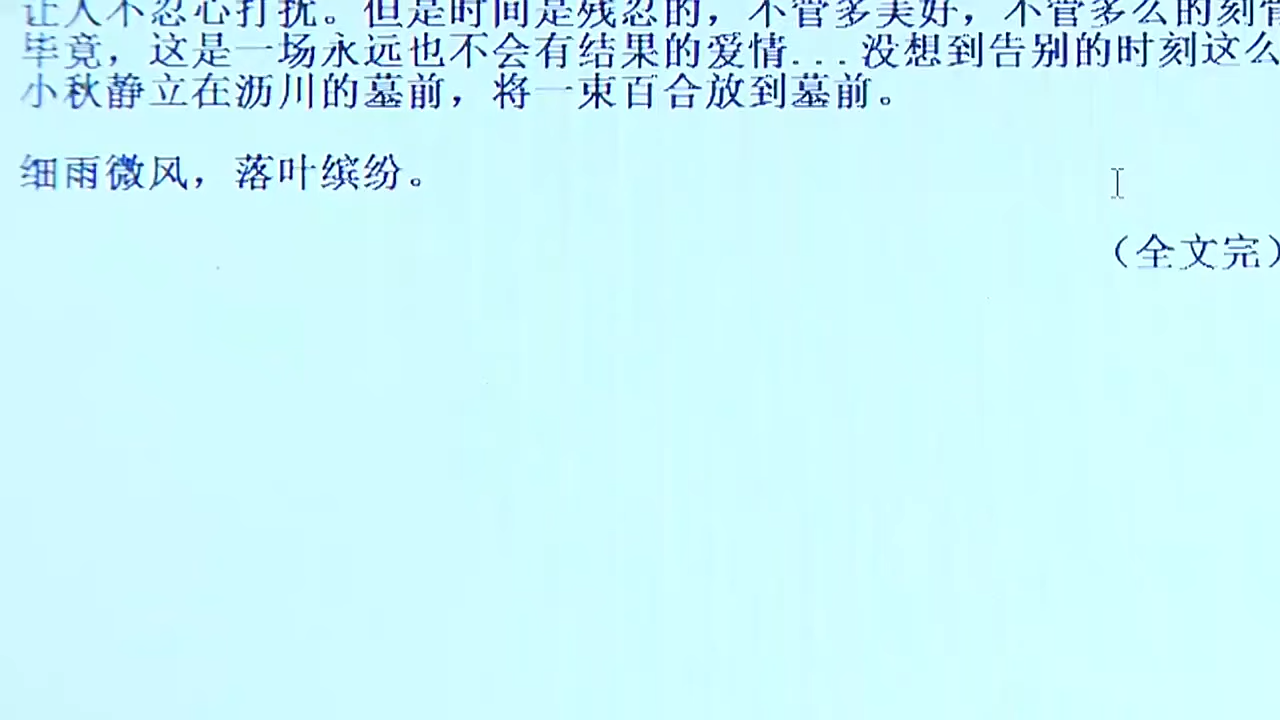 让人不忍心打扰。但是时间是残忍的，不管多美好，不管多么的刻骨
毕竟，这是一场永远也不会有结果的爱情...没想到告别的时刻这么
小秋静立在沥川的墓前，将一束百合放到墓前。
细雨微风，落叶缤纷。
（全文完）